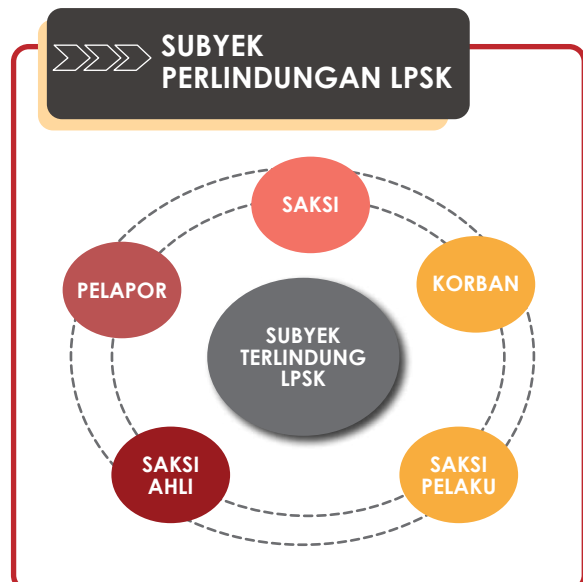 SUBYEK
PERLINDUNGAN LPSK
SAKSI
PELAPOR
KORBAN
SUBYEK
TERLINDUNG
LPSK
SAKSI
AHLI
SAKSI
PELAKU